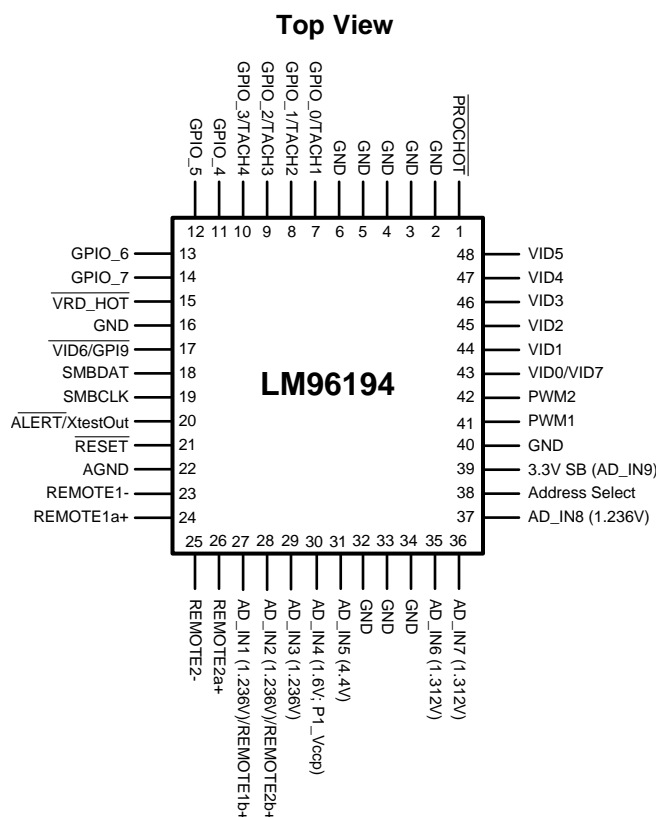 Top View
GPIO_5
GPIO_4
GPIO_3/TACH4
GPIO_2/TACH3
GPIO_1/TACH2
GPIO_0/TACH1
GND
GND
GND
GND
GND
PROCHOT
12 11 10 9 8 7 6 5 4 3 2 1
GPIO_6 13
GPIO_7 14
VRD_HOT 15
GND 16
VID6/GPI9 17
SMBDAT 18
SMBCLK 19
ALERT/XtestOut 20
RESET 21
AGND 22
REMOTE1- 23
REMOTE1a+ 24
LM96194
48 VID5
47 VID4
46 VID3
45 VID2
44 VID1
43 VID0/VID7
42 PWM2
41 PWM1
40 GND
39 3.3V SB (AD_IN9)
38 Address Select
37 AD_IN8 (1.236V)
25 26 27 28 29 30 31 32 33 34 35 36
REMOTE2-
REMOTE2a+
AD_IN1 (1.236V)/REMOTE1b+
AD_IN2 (1.236V)/REMOTE2b+
AD_IN3 (1.236V)
AD_IN4 (1.6V; P1_Vccp)
AD_IN5 (4.4V)
GND
GND
GND
AD_IN6 (1.312V)
AD_IN7 (1.312V)